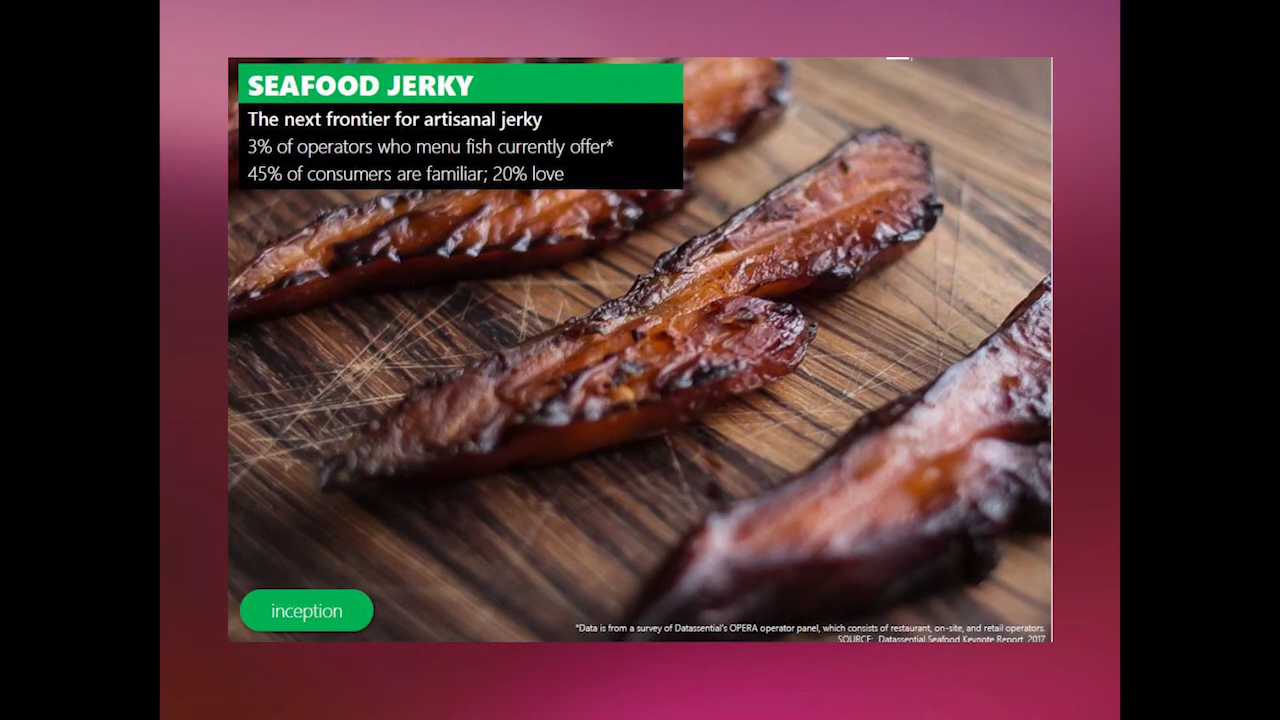 SEAFOOD JERKY
The next frontier for artisanal jerky
3% of operators who menu fish currently offer*
45% of consumers are familiar; 20% love
inception
*Data is from a survey of Datassential's OPERA operator panel, which consists of restaurant, on-site, and retail operators.
SOURCE: Datassential Seafood Keynote Report, 2017